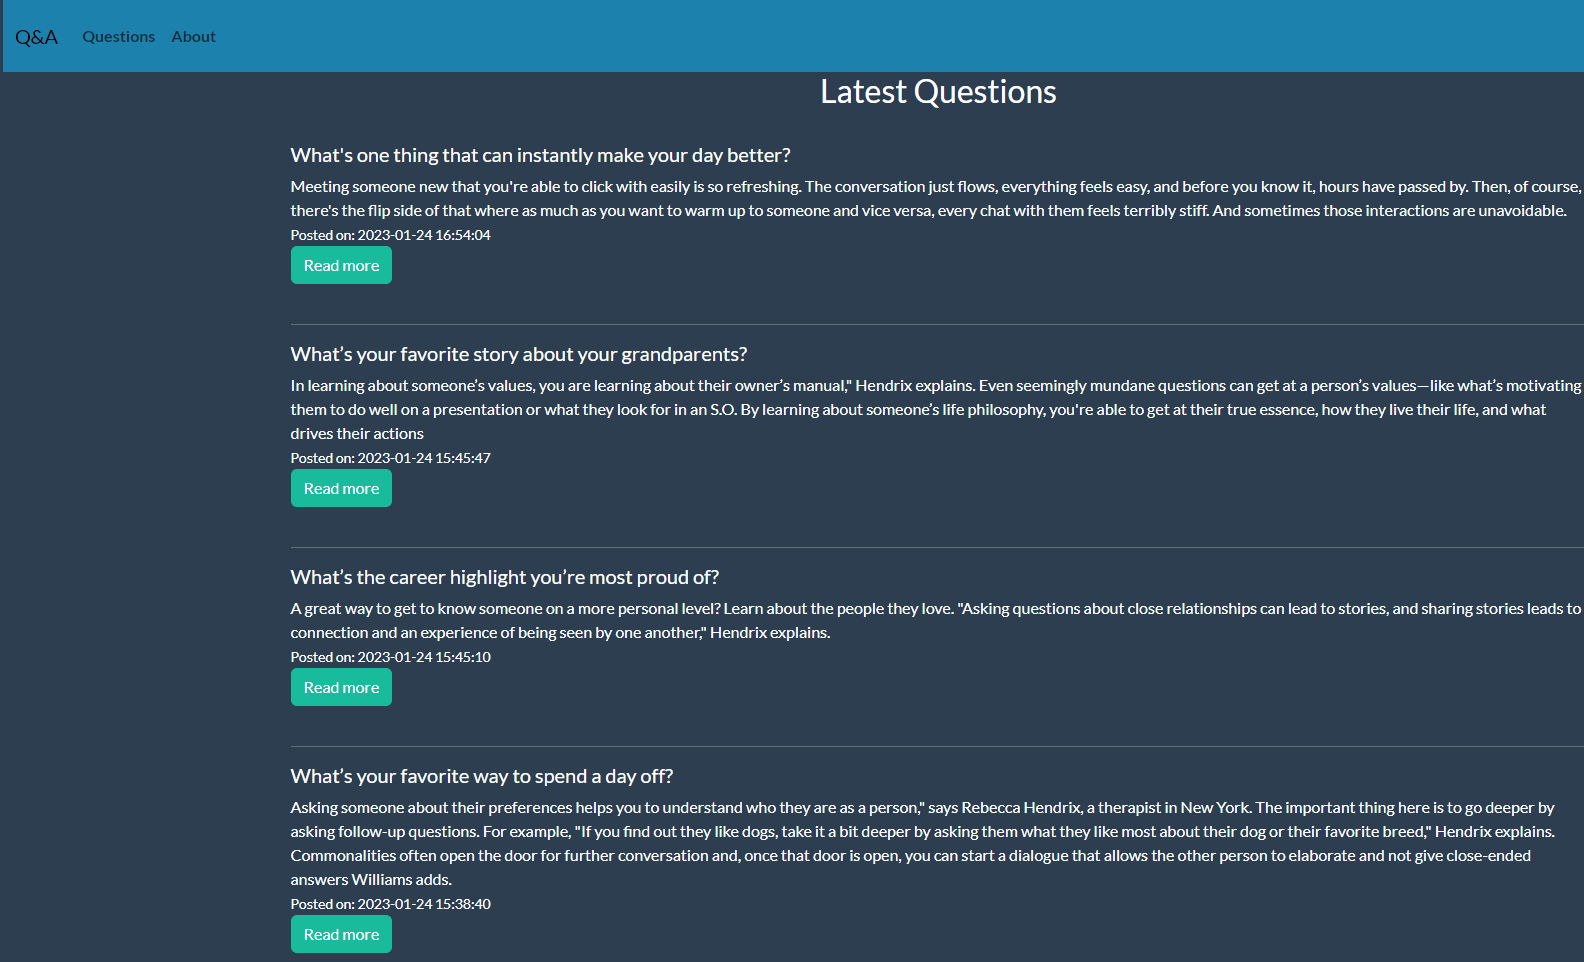 Q&A Questions About
Latest Questions
What's one thing that can instantly make your day better?
Meeting someone new that you're able to click with easily is so refreshing. The conversation just flows, everything feels easy, and before you know it, hours have passed by. Then, of course,
there's the flip side of that where as much as you want to warm up to someone and vice versa, every chat with them feels terribly stiff. And sometimes those interactions are unavoidable.
Posted on: 2023-01-24 16:54:04
Read more
What’s your favorite story about your grandparents?
In learning about someone’s values, you are learning about their owner’s manual," Hendrix explains. Even seemingly mundane questions can get at a person’s values—like what’s motivating
them to do well on a presentation or what they look for in an S.O. By learning about someone’s life philosophy, you're able to get at their true essence, how they live their life, and what
drives their actions
Posted on: 2023-01-24 15:45:47
Read more
What’s the career highlight you’re most proud of?
A great way to get to know someone on a more personal level? Learn about the people they love. "Asking questions about close relationships can lead to stories, and sharing stories leads to
connection and an experience of being seen by one another," Hendrix explains.
Posted on: 2023-01-24 15:45:10
Read more
What’s your favorite way to spend a day off?
Asking someone about their preferences helps you to understand who they are as a person," says Rebecca Hendrix, a therapist in New York. The important thing here is to go deeper by
asking follow-up questions. For example, "If you find out they like dogs, take it a bit deeper by asking them what they like most about their dog or their favorite breed," Hendrix explains.
Commonalities often open the door for further conversation and, once that door is open, you can start a dialogue that allows the other person to elaborate and not give close-ended
answers Williams adds.
Posted on: 2023-01-24 15:38:40
Read more